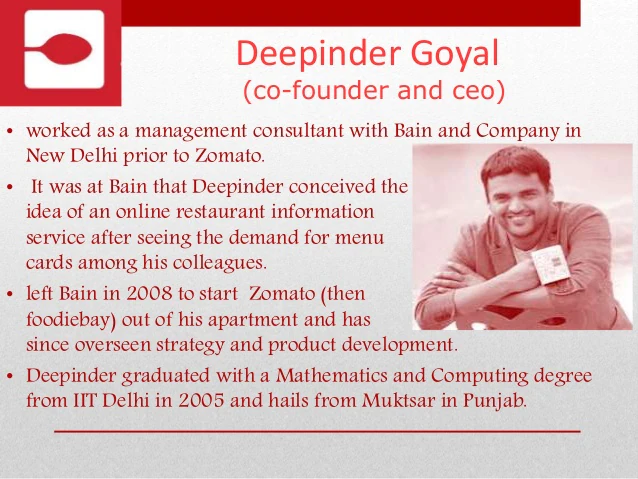 Deepinder Goyal
(co-founder and ceo)
• worked as a management consultant with Bain and Company in
New Delhi prior to Zomato.
• It was at Bain that Deepinder conceived the
idea of an online restaurant information
service after seeing the demand for menu
cards among his colleagues.
• left Bain in 2008 to start Zomato (then
foodiebay) out of his apartment and has
since overseen strategy and product development.
• Deepinder graduated with a Mathematics and Computing degree
from IIT Delhi in 2005 and hails from Muktsar in Punjab.